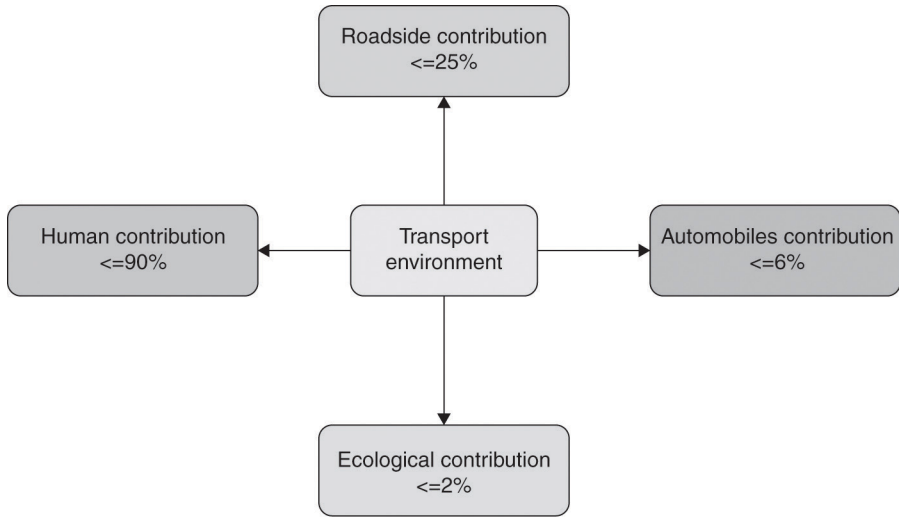 Roadside contribution
<=25%
Human contribution
<=90%
Transport
environment
Automobiles contribution
<=6%
Ecological contribution
<=2%